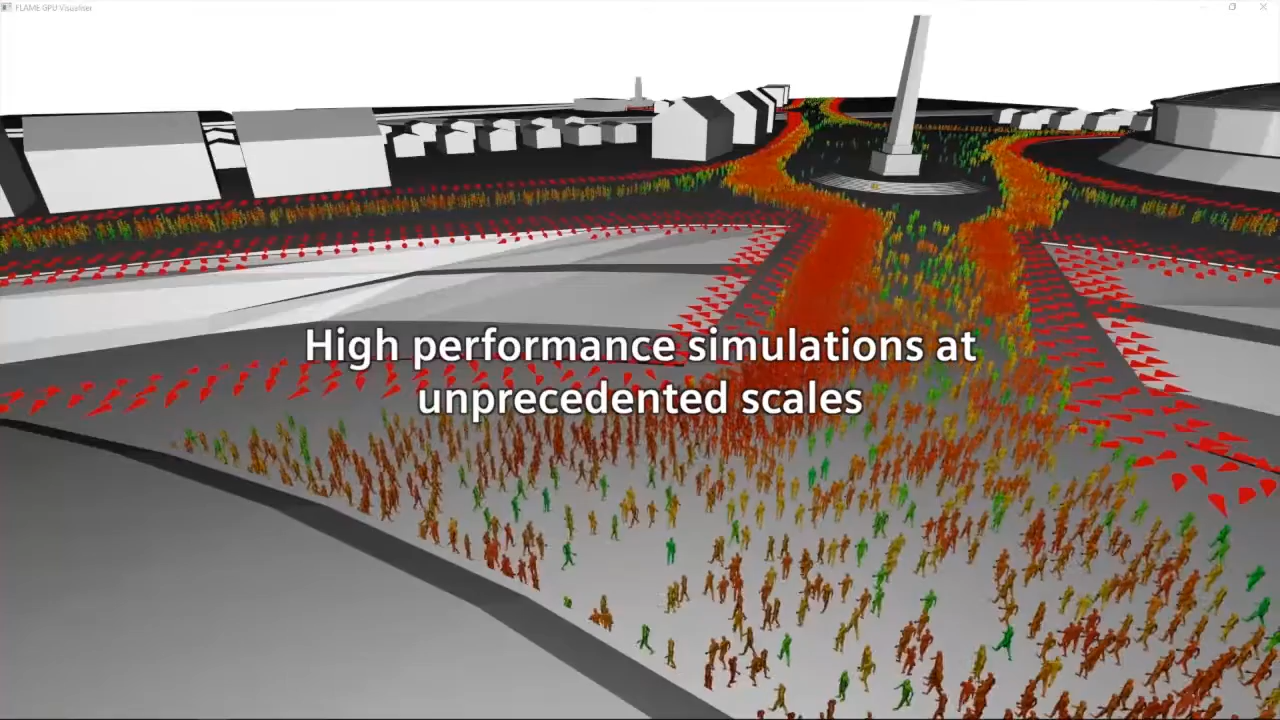 FLAME GPU Visualiser
High performance simulations at
unprecedented scales